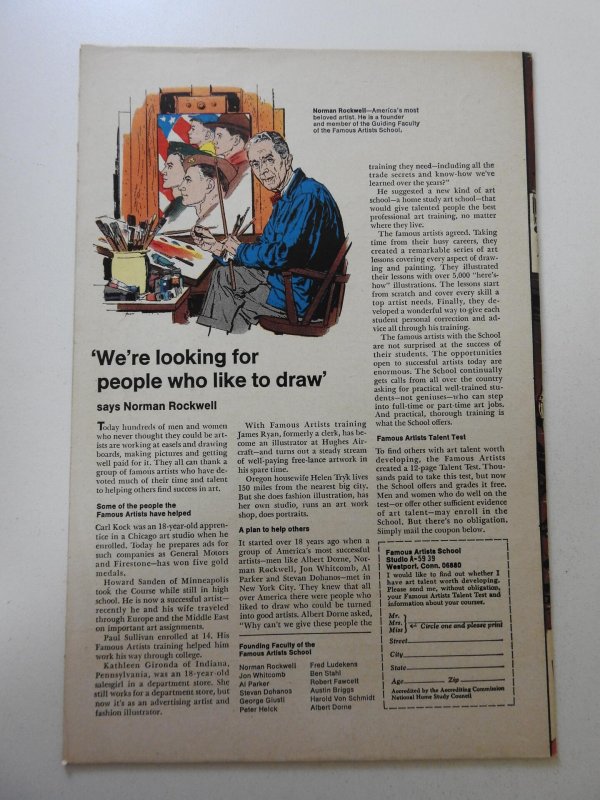 Norman Rockwell—America's most
beloved artist. He is a founder
and member of the Guiding Faculty
of the Famous Artists School.
'We're looking for
people who like to draw'
says Norman Rockwell
Today hundreds of men and women
who never thought they could be art-
ists are working at easels and drawing
boards, making pictures and getting
well paid for it. They all can thank a
group of famous artists who have de-
voted much of their time and talent
to helping others find success in art.
Some of the people the
Famous Artists have helped
Carl Kock was an 18-year-old appren-
tice in a Chicago art studio when he
enrolled. Today he prepares ads for
such companies as General Motors
and Firestone—has won five gold
medals.
Howard Sanden of Minneapolis
took the Course while still in high
school. He is now a successful artist—
recently he and his wife traveled
through Europe and the Middle East
on important art assignments.
Paul Sullivan enrolled at 14. His
Famous Artists training helped him
work his way through college.
Kathleen Gironda of Indiana,
Pennsylvania, was an 18-year-old
salesgirl in a department store. She
still works for a department store, but
now it's as an advertising artist and
fashion illustrator.
With Famous Artists training
James Ryan, formerly a clerk, has be-
come an illustrator at Hughes Air-
craft—and turns out a steady stream
of well-paying free-lance artwork in
his spare time.
Oregon housewife Helen Tryk lives
150 miles from the nearest big city.
But she does fashion illustration, has
her own studio, runs an art work
shop, does portraits.
A plan to help others
It started over 18 years ago when a
group of America's most successful
artists—men like Albert Dorne, Nor-
man Rockwell, Jon Whitcomb, Al
Parker and Stevan Dohanos—met in
New York City. They knew that all
over America there were people who
liked to draw who could be turned
into good artists. Albert Dorne asked,
"Why can't we give these people the
Founding Faculty of the
Famous Artists School
Norman Rockwell
Jon Whitcomb
Al Parker
Stevan Dohanos
George Giusti
Peter Helck
Fred Ludekens
Ben Stahl
Robert Fawcett
Austin Briggs
Harold Von Schmidt
Albert Dorne
training they need—including all the
trade secrets and know-how we've
learned over the years?"
He suggested a new kind of art
school—a home study art school—that
would give talented people the best
professional art training, no matter
where they live.
The famous artists agreed. Taking
time from their busy careers, they
created a remarkable series of art
lessons covering every aspect of draw-
ing and painting. They illustrated
their lessons with over 5,000 "here's-
how" illustrations. The lessons start
from scratch and cover every skill a
top artist needs. Finally, they de-
veloped a wonderful way to give each
student personal correction and ad-
vice all through his training.
The famous artists with the School
are not surprised at the success of
their students. The opportunities
open to successful artists today are
enormous. The School continually
gets calls from all over the country
asking for practical well-trained stu-
dents—not geniuses—who can step
into full-time or part-time art jobs.
And practical, thorough training is
what the School offers.
Famous Artists Talent Test
To find others with art talent worth
developing, the Famous Artists
created a 12-page Talent Test. Thou-
sands paid to take this test, but now
the School offers and grades it free.
Men and women who do well on the
test—or offer other sufficient evidence
of art talent—may enroll in the
School. But there's no obligation.
Simply mail the coupon below.
Famous Artists School
Studio A-39 39
Westport, Conn. 06880
I would like to find out whether I
have art talent worth developing.
Please send me, without obligation,
your Famous Artists Talent Test and
information about your courses.
Mr.
Mrs. ← Circle one and please print
Miss
Street
City
State
Age Zip
Accredited by the Accrediting Commission
National Home Study Council